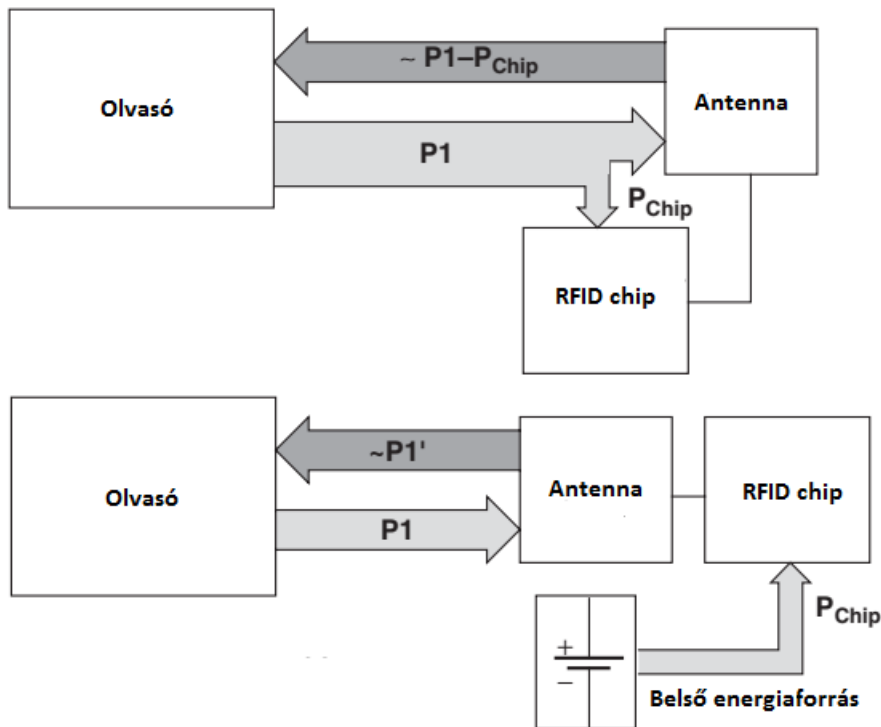 ~ P1–PChip
Olvasó
Antenna
P1
PChip
RFID chip
~P1'
Olvasó
Antenna
RFID chip
P1
PChip
+
–
Belső energiaforrás